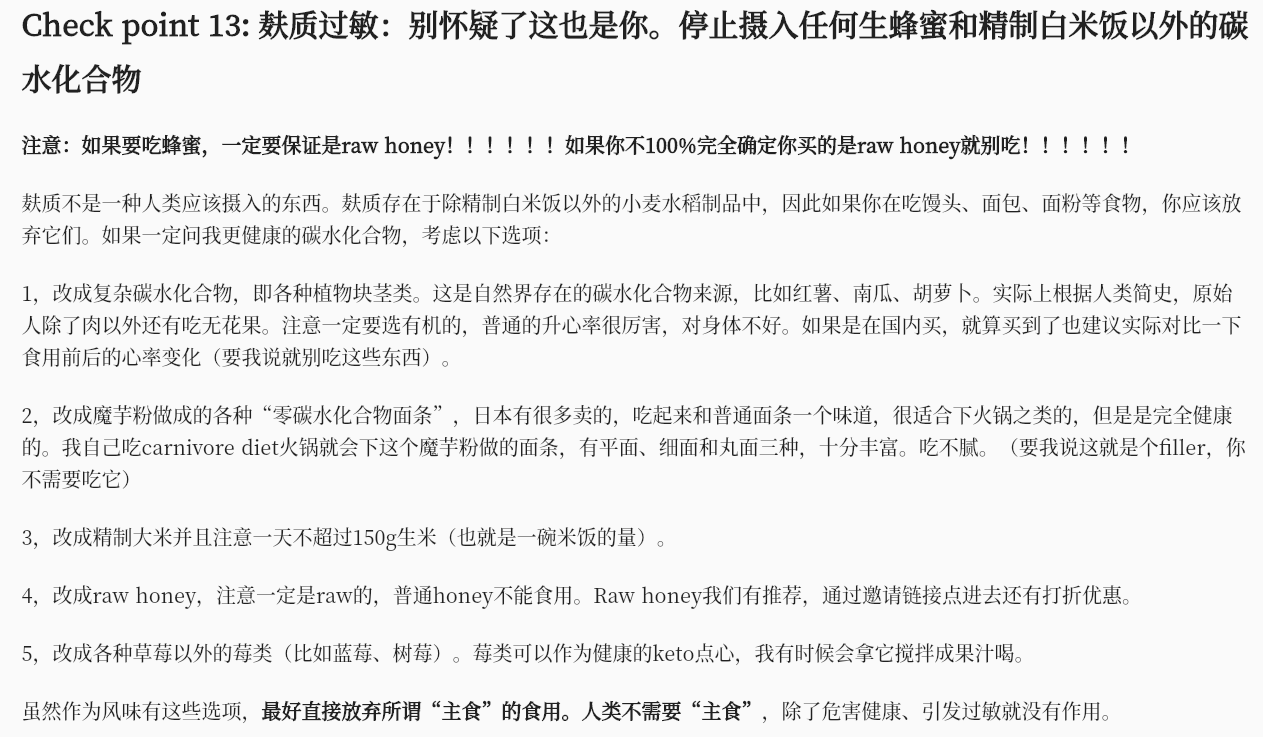 Check point 13: 麸质过敏：别怀疑了这也是你。停止摄入任何生蜂蜜和精制白米饭以外的碳
水化合物
注意：如果要吃蜂蜜，一定要保证是raw honey！！！！！！如果你不100%完全确定你买的是raw honey就别吃！！！！！！
麸质不是一种人类应该摄入的东西。麸质存在于除精制白米饭以外的小麦水稻制品中，因此如果你在吃馒头、面包、面粉等食物，你应该放
弃它们。如果一定问我更健康的碳水化合物，考虑以下选项：
1，改成复杂碳水化合物，即各种植物块茎类。这是自然界存在的碳水化合物来源，比如红薯、南瓜、胡萝卜。实际上根据人类简史，原始
人除了肉以外还有吃无花果。注意一定要选有机的，普通的升心率很厉害，对身体不好。如果是在国内买，就算买到了也建议实际对比一下
食用前后的心率变化（要我说就别吃这些东西）。
2，改成魔芋粉做成的各种“零碳水化合物面条”，日本有很多卖的，吃起来和普通面条一个味道，很适合下火锅之类的，但是是完全健康
的。我自己吃carnivore diet火锅就会下这个魔芋粉做的面条，有平面、细面和丸面三种，十分丰富。吃不腻。（要我说这就是个filler，你
不需要吃它）
3，改成精制大米并且注意一天不超过150g生米（也就是一碗米饭的量）。
4，改成raw honey，注意一定是raw的，普通honey不能食用。Raw honey我们有推荐，通过邀请链接点进去还有打折优惠。
5，改成各种草莓以外的莓类（比如蓝莓、树莓）。莓类可以作为健康的keto点心，我有时候会拿它搅拌成果汁喝。
虽然作为风味有这些选项，最好直接放弃所谓“主食”的食用。人类不需要“主食”，除了危害健康、引发过敏就没有作用。